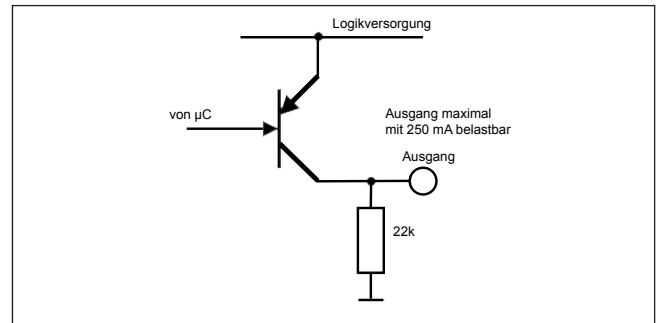 Logikversorgung
von µC
Ausgang maximal
mit 250 mA belastbar
Ausgang
22k